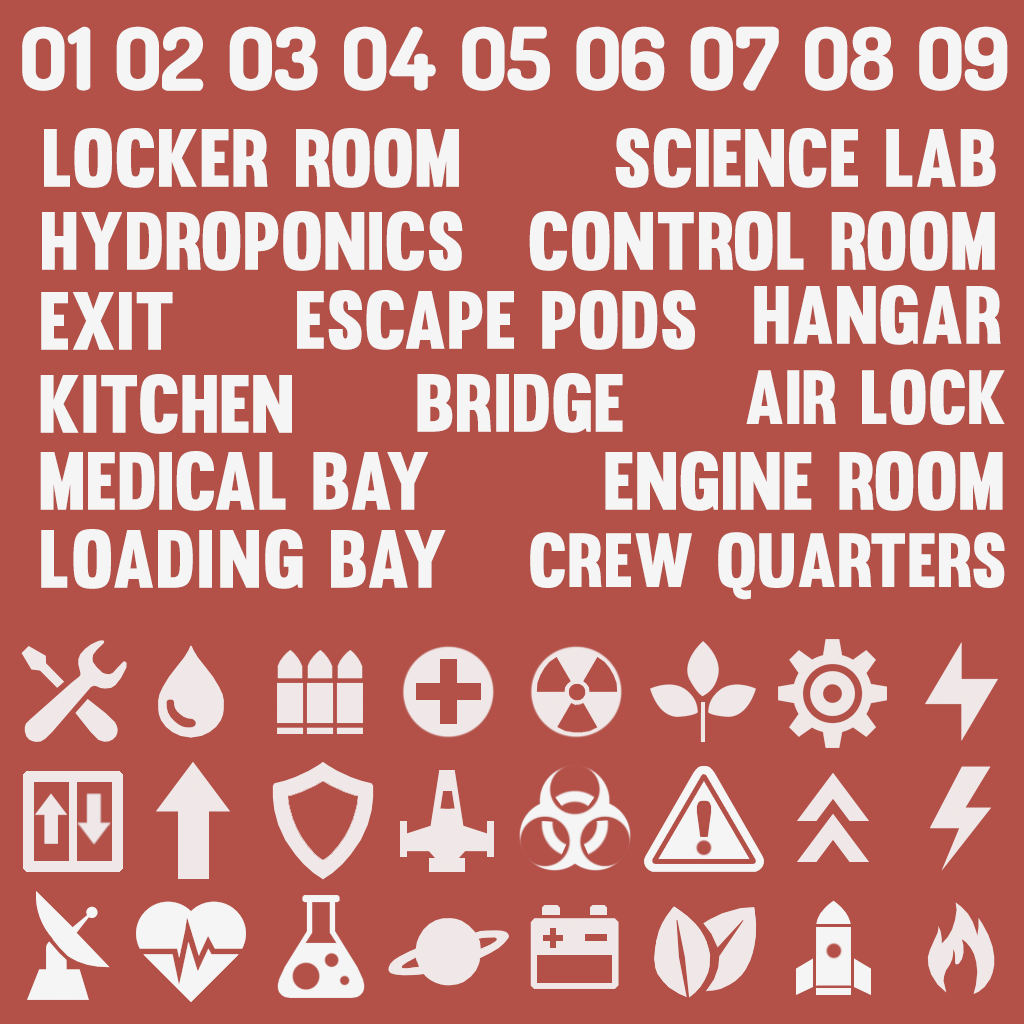 01 02 03 04 05 06 07 08 09
LOCKER ROOM SCIENCE LAB
HYDROPONICS CONTROL ROOM
EXIT ESCAPE PODS HANGAR
KITCHEN BRIDGE AIR LOCK
MEDICAL BAY ENGINE ROOM
LOADING BAY CREW QUARTERS